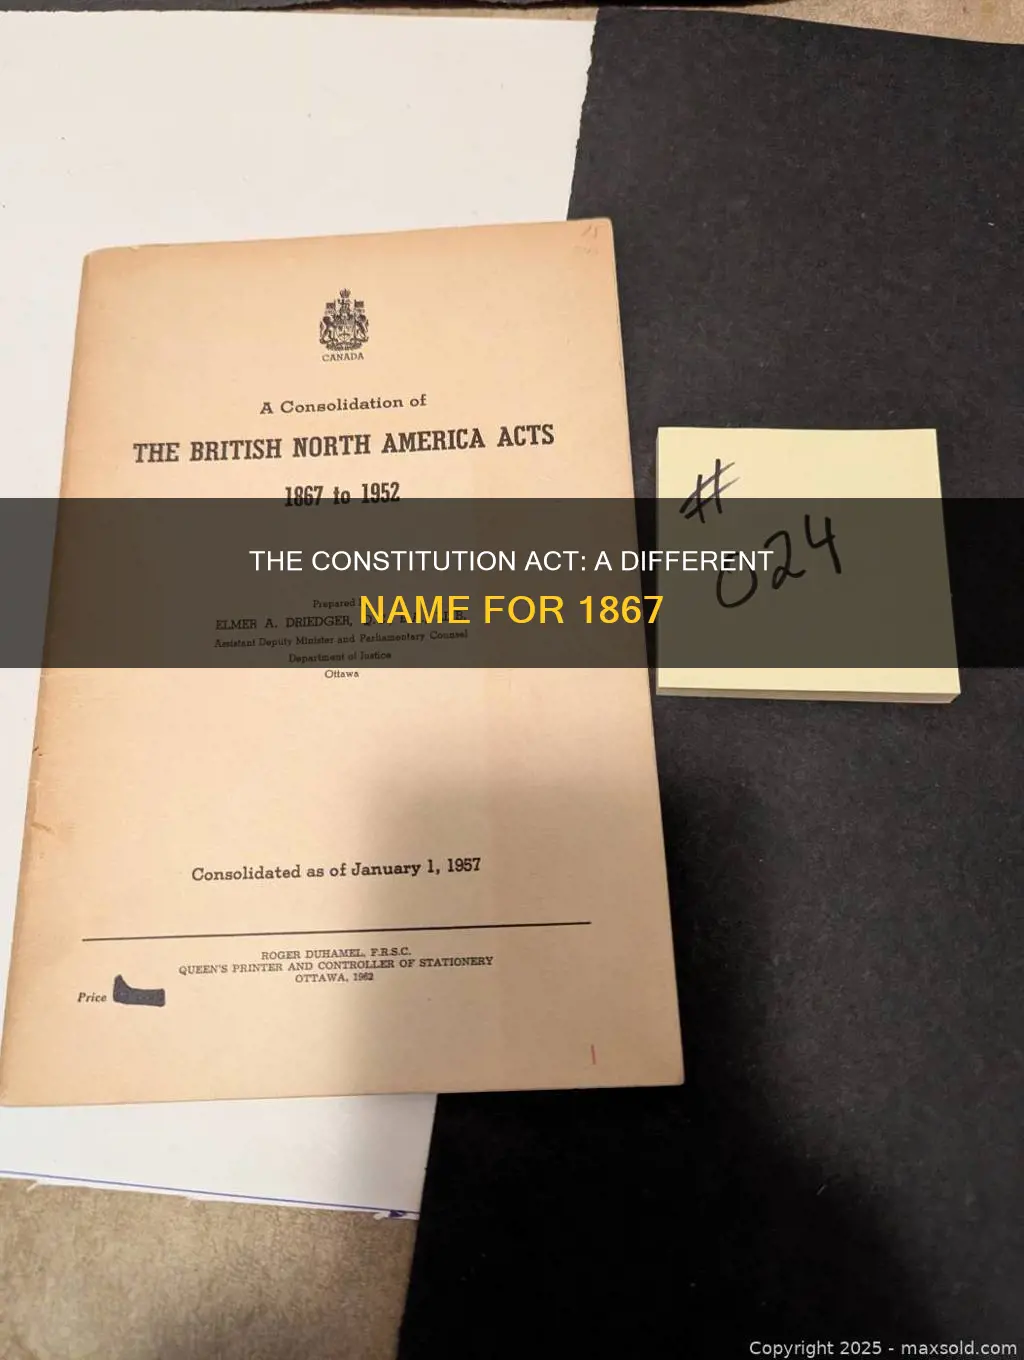 CANADA
A Consolidation of
THE BRITISH NORTH AMERICA ACTS
1867 to 1952
#
024
THE CONSTITUTION ACT: A DIFFERENT
NAME FOR 1867
Prepared
ELMER A. DRIEDGER,
Assistant Deputy Minister and Parliamentary Counsel
Department of Justice
Ottawa
Consolidated as of January 1, 1957
ROGER DUHAMEL, F.R.S.C.
QUEEN'S PRINTER AND CONTROLLER OF STATIONERY
OTTAWA, 1962
Price
Copyright 2025 - maxsold.com